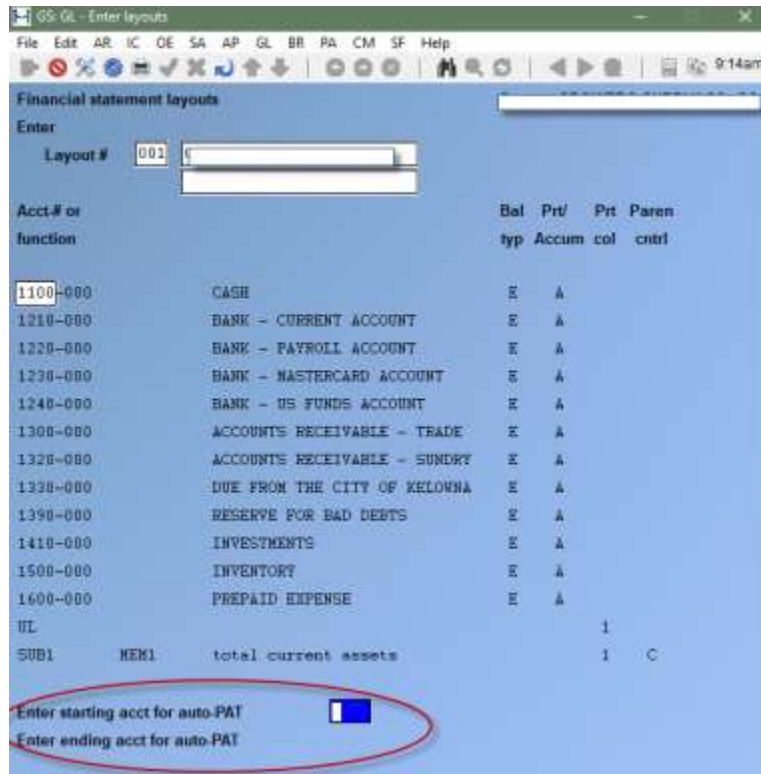 GS: GL - Enter layouts
File Edit AR IC OE SA AP GL BR PA CM SF Help
9:14am
Financial statement layouts
Enter
Layout # 001
Acct-# or Bal Prt/ Prt Paren
function typ Accum col cntrl
1100-000 CASH E A
1210-000 BANK - CURRENT ACCOUNT E A
1220-000 BANK - PAYROLL ACCOUNT E A
1230-000 BANK - MASTERCARD ACCOUNT E A
1240-000 BANK - US FUNDS ACCOUNT E A
1300-000 ACCOUNTS RECEIVABLE - TRADE E A
1320-000 ACCOUNTS RECEIVABLE - SUNDRY E A
1330-000 DUE FROM THE CITY OF KELOWNA E A
1390-000 RESERVE FOR BAD DEBTS E A
1410-000 INVESTMENTS E A
1500-000 INVENTORY E A
1600-000 PREPAID EXPENSE E A
UL 1
SUB1 MEM1 total current assets 1 C
Enter starting acct for auto-PAT
Enter ending acct for auto-PAT